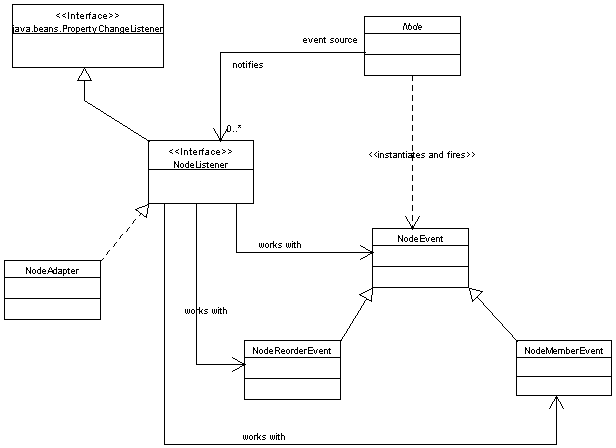 <<Interface>>
java.beans.PropertyChangeListener
Node
event source
notifies
0..*
<<Interface>>
NodeListener
<<instantiates and fires>>
NodeEvent
works with
NodeAdapter
works with
NodeReorderEvent
NodeMemberEvent
works with